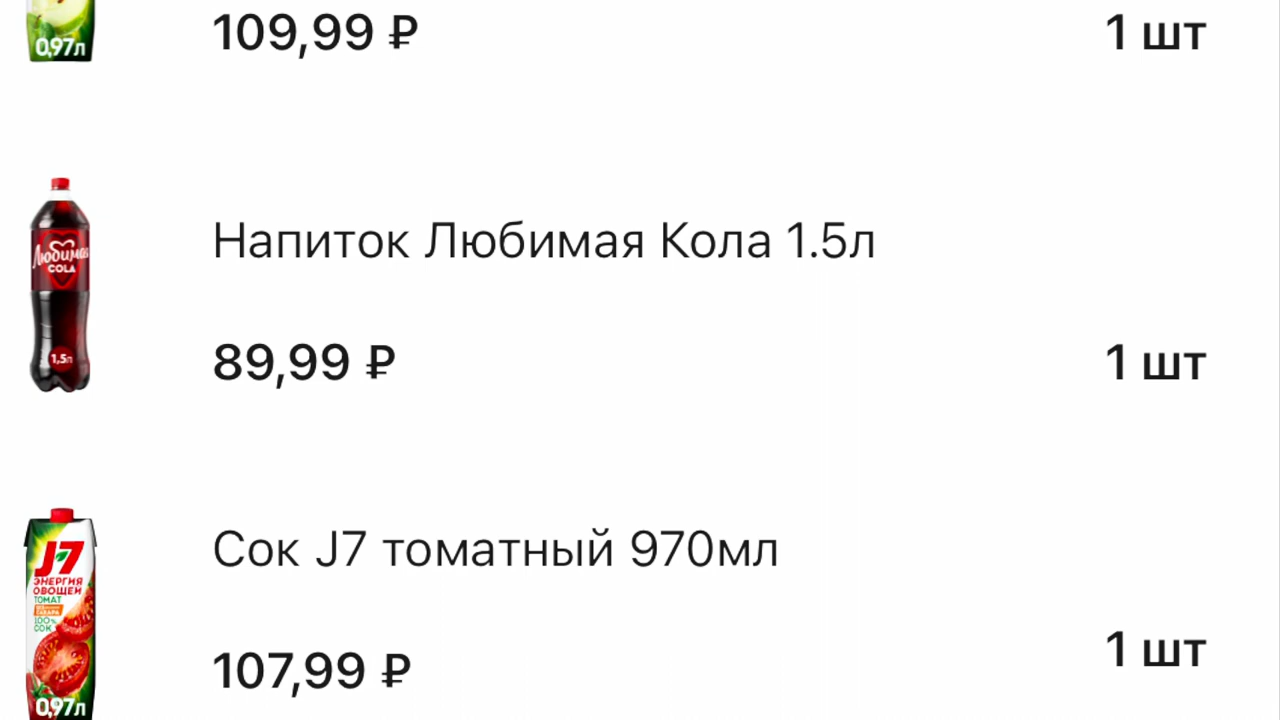 0,97л
109,99 ₽
1 шт
Напиток Любимая Кола 1.5л
Любимая
COLA
1,5л
89,99 ₽
1 шт
Сок J7 томатный 970мл
J7
ЭНЕРГИЯ
ОВОЩЕЙ
ТОМАТ
100%
СОК
107,99 ₽
1 шт
0,97л